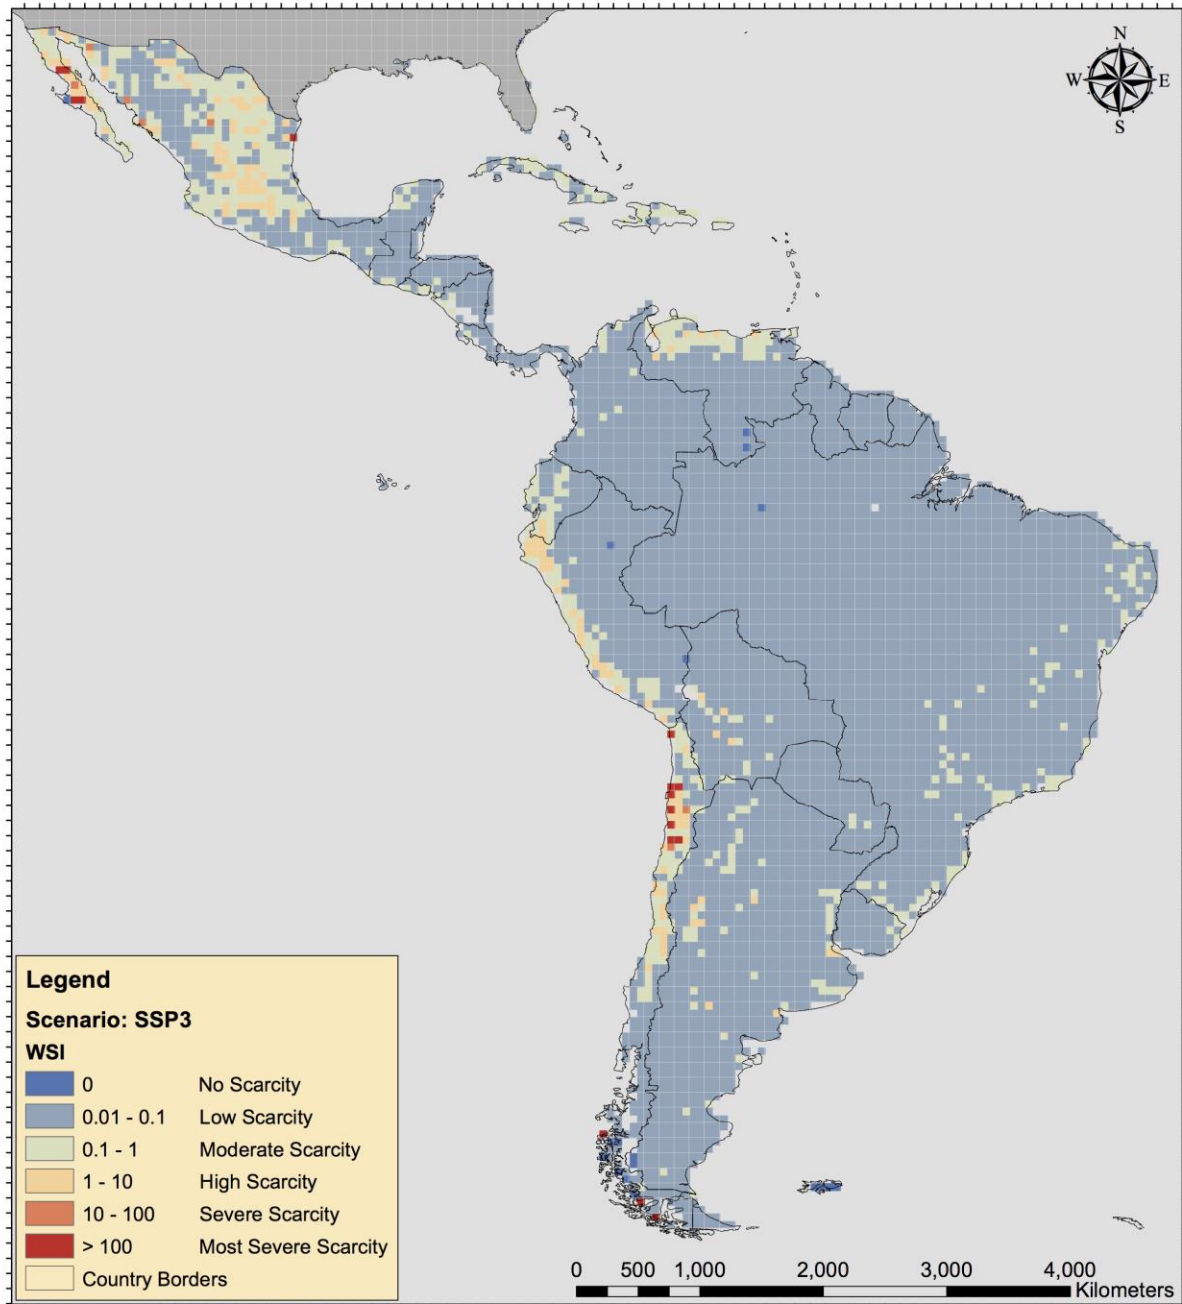 N
W E
S
Legend
Scenario: SSP3
WSI
0 No Scarcity
0.01 - 0.1 Low Scarcity
0.1 - 1 Moderate Scarcity
1 - 10 High Scarcity
10 - 100 Severe Scarcity
> 100 Most Severe Scarcity
Country Borders
0 500 1,000 2,000 3,000 4,000
Kilometers